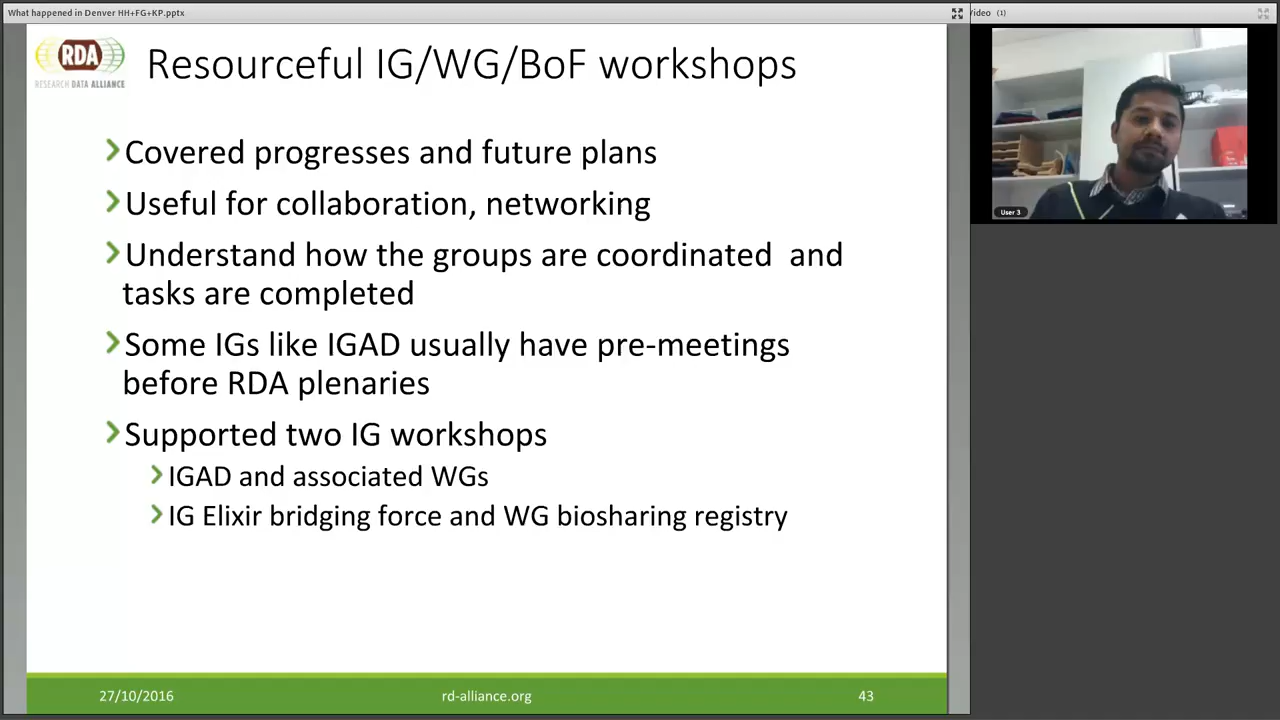 What happened in Denver HH+FG+KP.pptx
Video (1)
RDA
RESEARCH DATA ALLIANCE
Resourceful IG/WG/BoF workshops
Covered progresses and future plans
Useful for collaboration, networking
Understand how the groups are coordinated and
tasks are completed
Some IGs like IGAD usually have pre-meetings
before RDA plenaries
Supported two IG workshops
IGAD and associated WGs
IG Elixir bridging force and WG biosharing registry
27/10/2016
rd-alliance.org
43
User 3